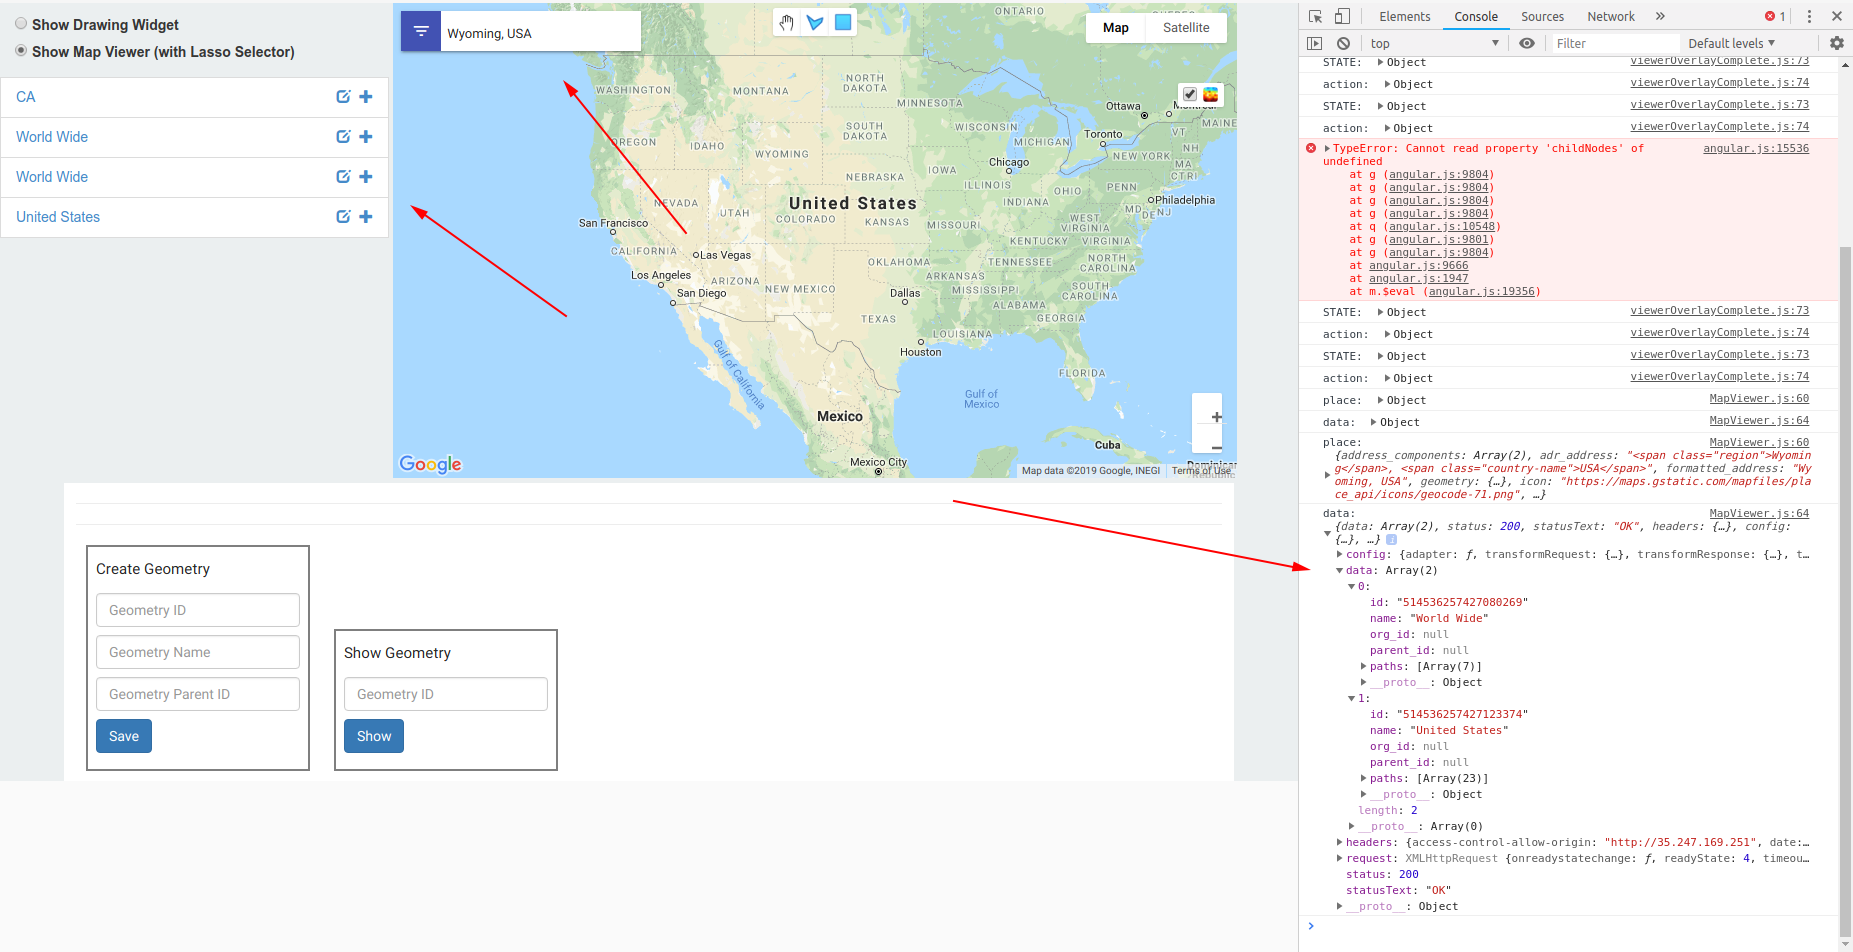 Show Drawing Widget
Show Map Viewer (with Lasso Selector)
CA
World Wide
World Wide
United States
Wyoming, USA
Map
Satellite
ONTARIO
NORTH
DAKOTA
WASHINGTON
MONTANA
MINNESOTA
Ottawa
Montreal
MAINE
SOUTH
DAKOTA
WISCONSIN
MICHIGAN
Toronto
VT
NH
OREGON
IDAHO
WYOMING
Chicago
NEW YORK
MA
CT RI
NEBRASKA
IOWA
ILLINOIS
OHIO
PENN
NEVADA
United States
INDIANA
Philadelphia
UTAH
COLORADO
KANSAS
MISSOURI
WEST
VIRGINIA
MD
DE
NJ
San Francisco
CALIFORNIA
Las Vegas
KENTUCKY
VIRGINIA
OKLAHOMA
TENNESSEE
NORTH
CAROLINA
Los Angeles
ARIZONA
NEW MEXICO
ARKANSAS
MISSISSIPPI
SOUTH
CAROLINA
San Diego
Dallas
ALABAMA
TEXAS
GEORGIA
LOUISIANA
Houston
Gulf of California
FLORIDA
Gulf of
Mexico
Mexico
Cuba
Mexico City
Dominican
Republic
Google
Map data ©2019 Google, INEGI
Terms of Use
Create Geometry
Geometry ID
Geometry Name
Geometry Parent ID
Save
Show Geometry
Geometry ID
Show
Elements Console Sources Network » 1
top Filter Default levels
STATE: Object viewerOverlayComplete.js:73
action: Object viewerOverlayComplete.js:74
STATE: Object viewerOverlayComplete.js:73
action: Object viewerOverlayComplete.js:74
TypeError: Cannot read property 'childNodes' of angular.js:15536
undefined
at g (angular.js:9804)
at g (angular.js:9804)
at g (angular.js:9804)
at g (angular.js:9804)
at q (angular.js:10548)
at g (angular.js:9801)
at g (angular.js:9804)
at angular.js:9666
at angular.js:1947
at m.$eval (angular.js:19356)
STATE: Object viewerOverlayComplete.js:73
action: Object viewerOverlayComplete.js:74
STATE: Object viewerOverlayComplete.js:73
action: Object viewerOverlayComplete.js:74
place: Object MapViewer.js:60
data: Object MapViewer.js:64
place: MapViewer.js:60
{address_components: Array(2), adr_address: "<span class="region">Wyomin
g</span>, <span class="country-name">USA</span>", formatted_address: "Wy
oming, USA", geometry: {…}, icon: "https://maps.gstatic.com/mapfiles/pla
ce_api/icons/geocode-71.png", …}
data: MapViewer.js:64
{data: Array(2), status: 200, statusText: "OK", headers: {…}, config:
{…}, …} i
config: {adapter: ƒ, transformRequest: {…}, transformResponse: {…}, t…
data: Array(2)
0:
id: "514536257427080269"
name: "World Wide"
org_id: null
parent_id: null
paths: [Array(7)]
__proto__: Object
1:
id: "514536257427123374"
name: "United States"
org_id: null
parent_id: null
paths: [Array(23)]
__proto__: Object
length: 2
__proto__: Array(0)
headers: {access-control-allow-origin: "http://35.247.169.251", date:…
request: XMLHttpRequest {onreadystatechange: ƒ, readyState: 4, timeou…
status: 200
statusText: "OK"
__proto__: Object